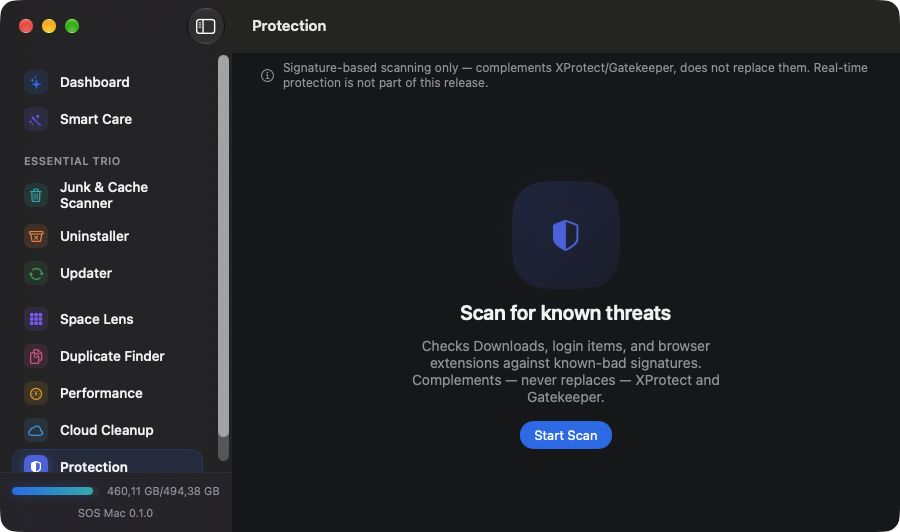 Protection
Signature-based scanning only — complements XProtect/Gatekeeper, does not replace them. Real-time
protection is not part of this release.
Dashboard
Smart Care
ESSENTIAL TRIO
Junk & Cache
Scanner
Uninstaller
Updater
Space Lens
Duplicate Finder
Performance
Cloud Cleanup
Protection
460,11 GB/494,38 GB
SOS Mac 0.1.0
Scan for known threats
Checks Downloads, login items, and browser
extensions against known-bad signatures.
Complements — never replaces — XProtect and
Gatekeeper.
Start Scan